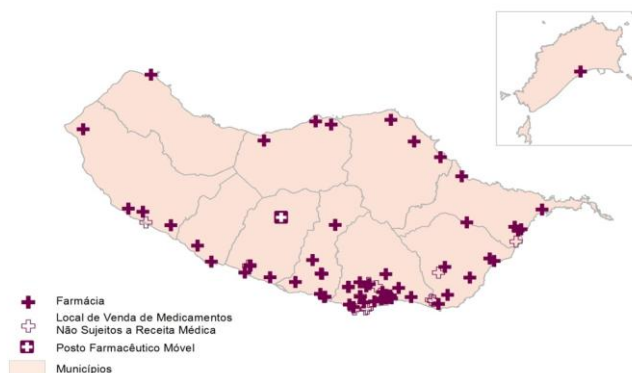 Farmácia
Local de Venda de Medicamentos
Não Sujeitos a Receita Médica
Posto Farmacêutico Móvel
Municípios